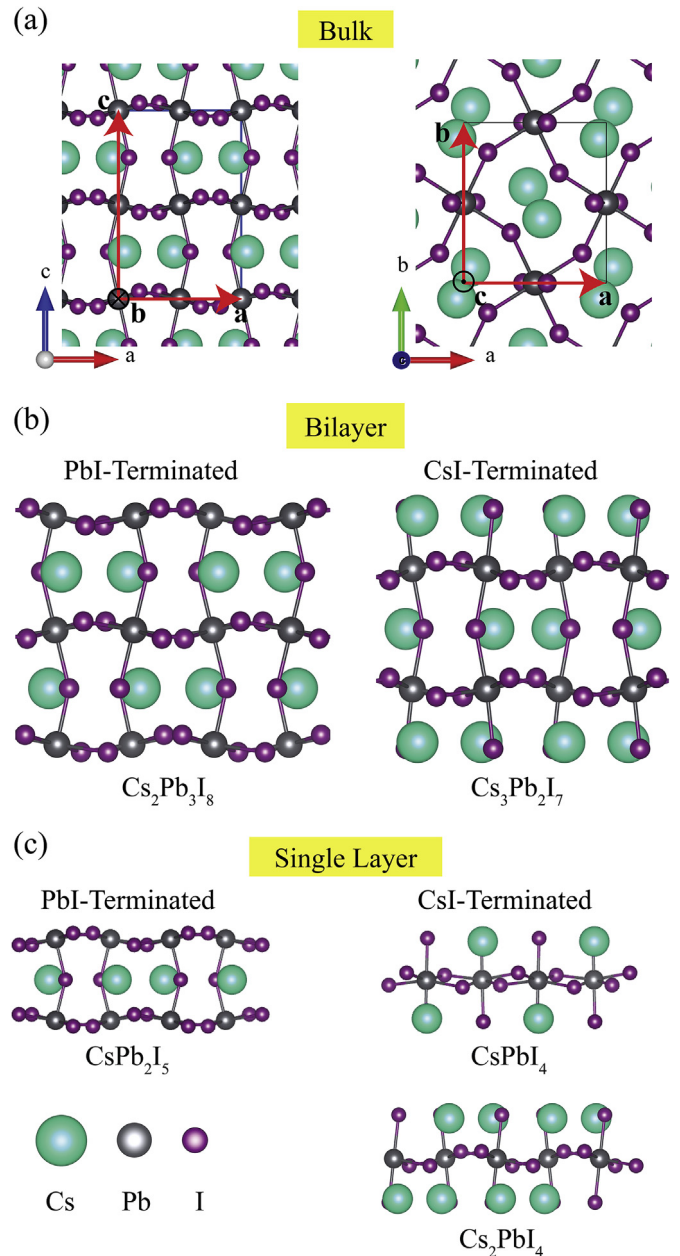 (a)
Bulk
c
b
a
c
a
b
c
a
b
c
a
(b)
Bilayer
PbI-Terminated
CsI-Terminated
Cs₂Pb₃I₈
Cs₃Pb₂I₇
(c)
Single Layer
PbI-Terminated
CsI-Terminated
CsPb₂I₅
CsPbI₄
Cs Pb I
Cs₂PbI₄